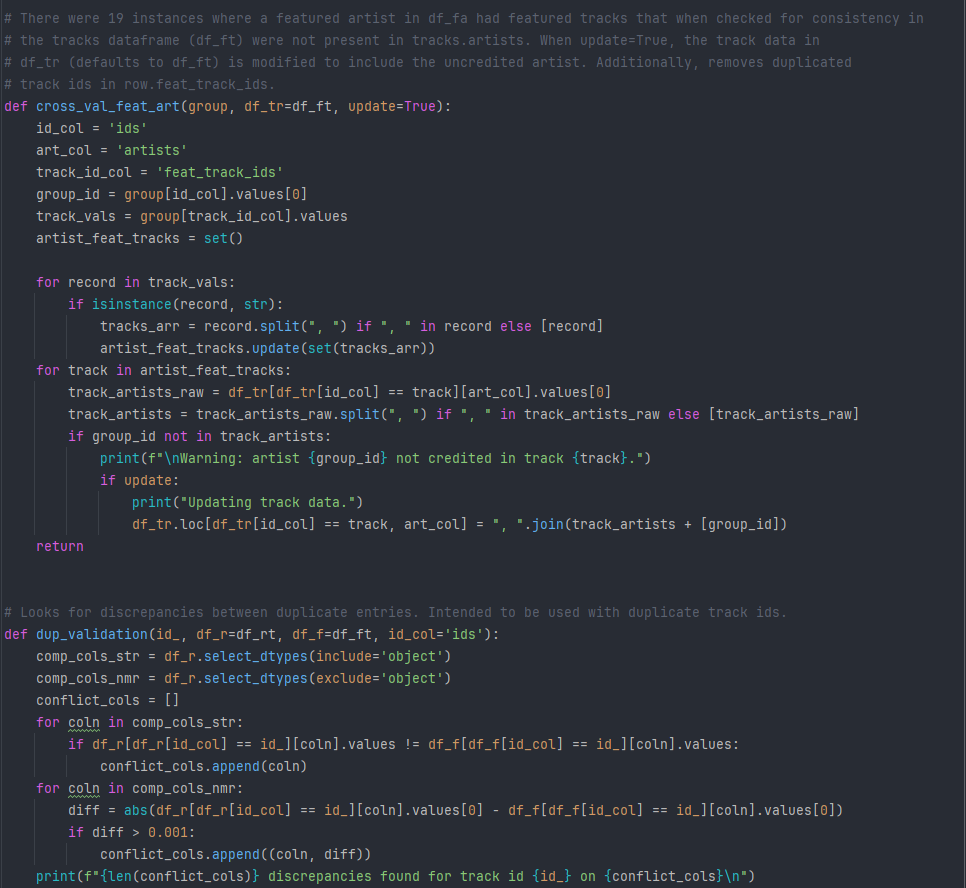 # There were 19 instances where a featured artist in df_fa had featured tracks that when checked for consistency in
# the tracks dataframe (df_ft) were not present in tracks.artists. When update=True, the track data in
# df_tr (defaults to df_ft) is modified to include the uncredited artist. Additionally, removes duplicated
# track ids in row.feat_track_ids.
def cross_val_feat_art(group, df_tr=df_ft, update=True):
    id_col = 'ids'
    art_col = 'artists'
    track_id_col = 'feat_track_ids'
    group_id = group[id_col].values[0]
    track_vals = group[track_id_col].values
    artist_feat_tracks = set()

    for record in track_vals:
        if isinstance(record, str):
            tracks_arr = record.split(", ") if ", " in record else [record]
            artist_feat_tracks.update(set(tracks_arr))
    for track in artist_feat_tracks:
        track_artists_raw = df_tr[df_tr[id_col] == track][art_col].values[0]
        track_artists = track_artists_raw.split(", ") if ", " in track_artists_raw else [track_artists_raw]
        if group_id not in track_artists:
            print(f"\nWarning: artist {group_id} not credited in track {track}.")
            if update:
                print("Updating track data.")
                df_tr.loc[df_tr[id_col] == track, art_col] = ", ".join(track_artists + [group_id])
    return


# Looks for discrepancies between duplicate entries. Intended to be used with duplicate track ids.
def dup_validation(id_, df_r=df_rt, df_f=df_ft, id_col='ids'):
    comp_cols_str = df_r.select_dtypes(include='object')
    comp_cols_nmr = df_r.select_dtypes(exclude='object')
    conflict_cols = []
    for coln in comp_cols_str:
        if df_r[df_r[id_col] == id_][coln].values != df_f[df_f[id_col] == id_][coln].values:
            conflict_cols.append(coln)
    for coln in comp_cols_nmr:
        diff = abs(df_r[df_r[id_col] == id_][coln].values[0] - df_f[df_f[id_col] == id_][coln].values[0])
        if diff > 0.001:
            conflict_cols.append((coln, diff))
    print(f"{len(conflict_cols)} discrepancies found for track id {id_} on {conflict_cols}\n")